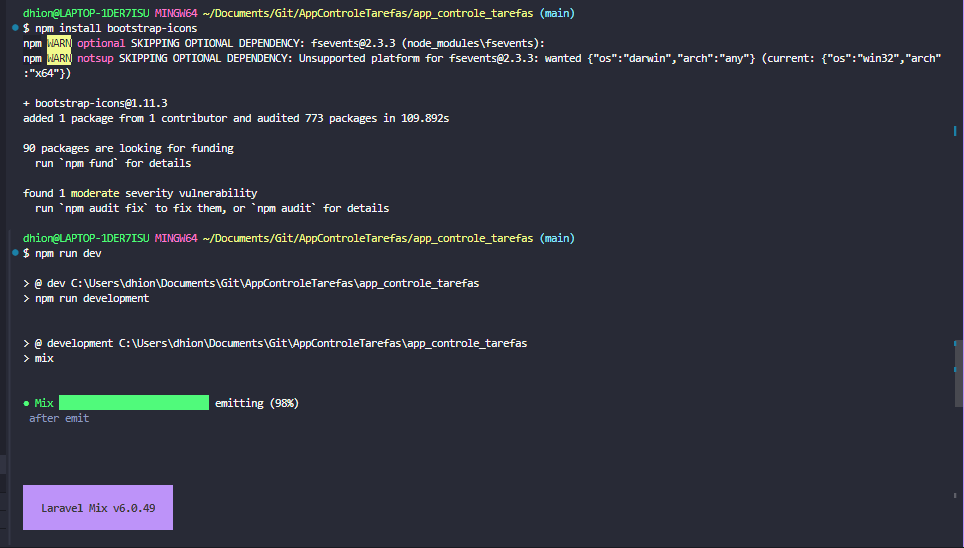 dhion@LAPTOP-1DER7ISU MINGW64 ~/Documents/Git/AppControleTarefas/app_controle_tarefas (main)
$ npm install bootstrap-icons
npm WARN optional SKIPPING OPTIONAL DEPENDENCY: fsevents@2.3.3 (node_modules\fsevents):
npm WARN notsup SKIPPING OPTIONAL DEPENDENCY: Unsupported platform for fsevents@2.3.3: wanted {"os":"darwin","arch":"any"} (current: {"os":"win32","arch"
:"x64"})
+ bootstrap-icons@1.11.3
added 1 package from 1 contributor and audited 773 packages in 109.892s
90 packages are looking for funding
run `npm fund` for details
found 1 moderate severity vulnerability
run `npm audit fix` to fix them, or `npm audit` for details
dhion@LAPTOP-1DER7ISU MINGW64 ~/Documents/Git/AppControleTarefas/app_controle_tarefas (main)
$ npm run dev
> @ dev C:\Users\dhion\Documents\Git\AppControleTarefas\app_controle_tarefas
> npm run development
> @ development C:\Users\dhion\Documents\Git\AppControleTarefas\app_controle_tarefas
> mix
● Mix emitting (98%)
after emit
Laravel Mix v6.0.49